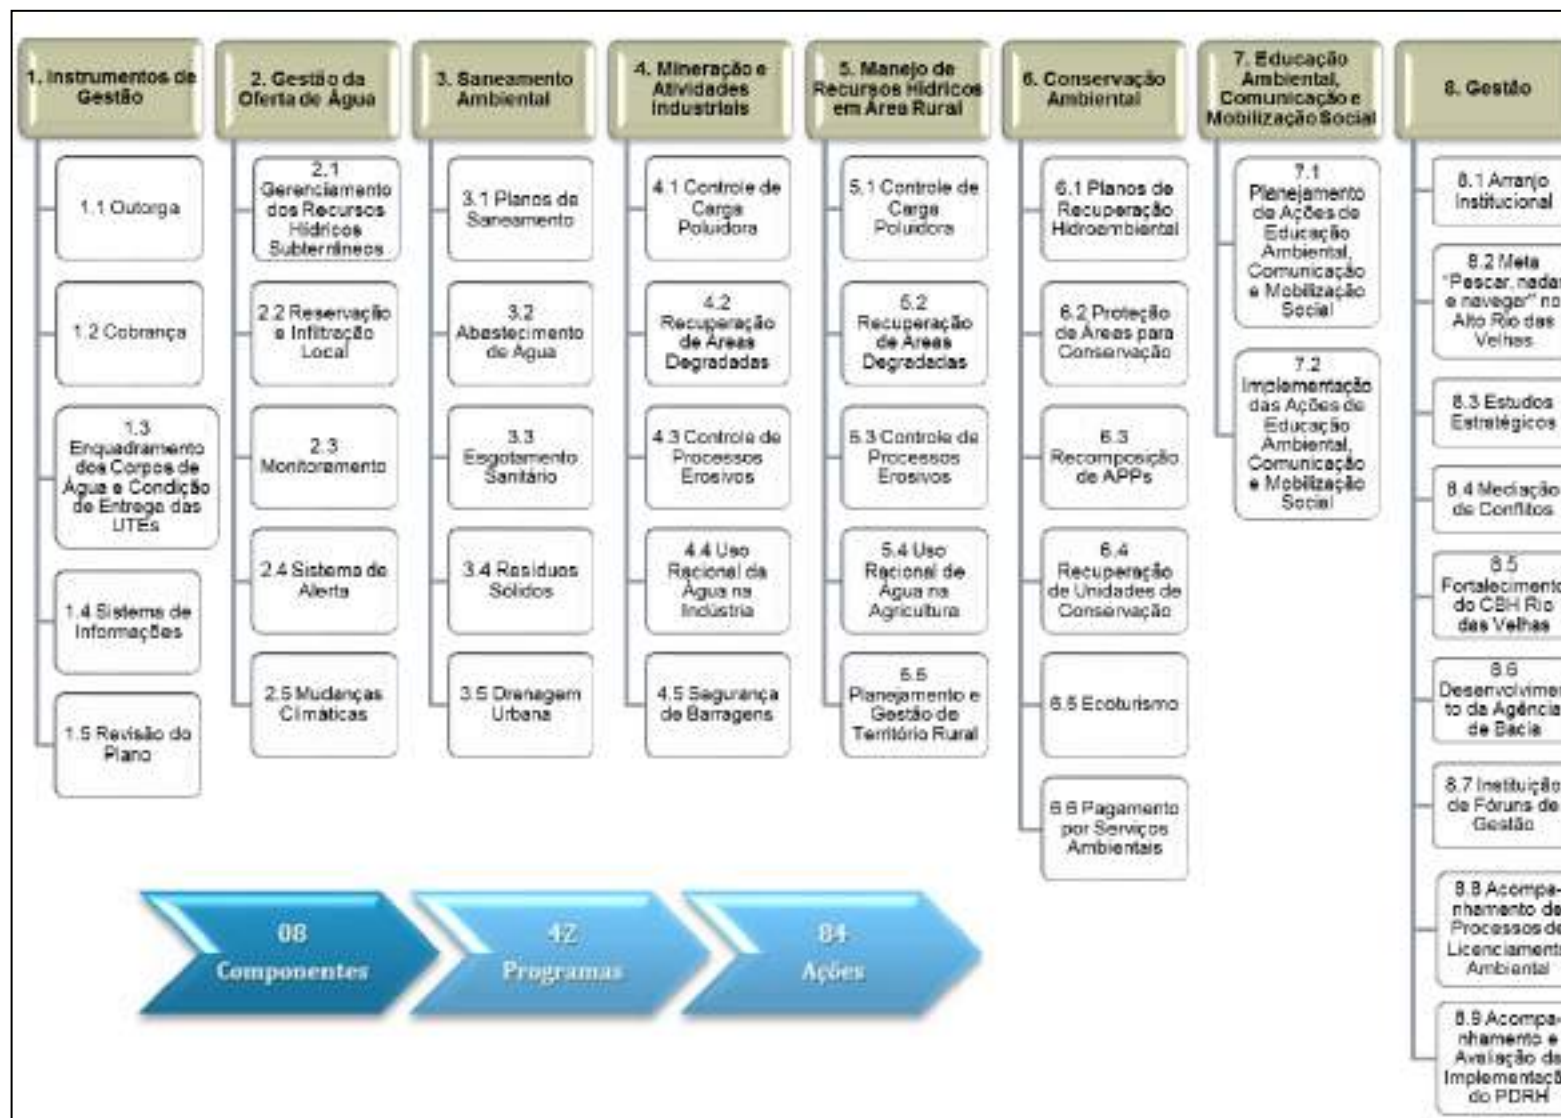 1. Instrumentos de
Gestão
1.1 Outorga
1.2 Cobrança
1.3
Enquadramento
dos Corpos de
Água e Condição
de Entrega das
UTEs
1.4 Sistema de
Informações
1.5 Revisão do
Plano
2. Gestão da
Oferta de Água
2.1
Gerenciamento
dos Recursos
Hídricos
Subterrâneos
2.2 Reservação
e Infiltração
Local
2.3
Monitoramento
2.4 Sistema de
Alerta
2.5 Mudanças
Climáticas
3. Saneamento
Ambiental
3.1 Planos de
Saneamento
3.2
Abastecimento
de Água
3.3
Esgotamento
Sanitário
3.4 Resíduos
Sólidos
3.5 Drenagem
Urbana
4. Mineração e
Atividades
Industriais
4.1 Controle de
Carga
Poluidora
4.2
Recuperação
de Áreas
Degradadas
4.3 Controle de
Processos
Erosivos
4.4 Uso
Racional da
Água na
Indústria
4.5 Segurança
de Barragens
5. Manejo de
Recursos Hídricos
em Área Rural
5.1 Controle de
Carga
Poluidora
5.2
Recuperação
de Áreas
Degradadas
5.3 Controle de
Processos
Erosivos
5.4 Uso
Racional de
Água na
Agricultura
5.5
Planejamento e
Gestão de
Território Rural
6. Conservação
Ambiental
6.1 Planos de
Recuperação
Hidroambiental
6.2 Proteção
de Áreas para
Conservação
6.3
Recomposição
de APPs
6.4
Recuperação
de Unidades de
Conservação
6.5 Ecoturismo
6.6 Pagamento
por Serviços
Ambientais
7. Educação
Ambiental,
Comunicação e
Mobilização Social
7.1
Planejamento
de Ações de
Educação
Ambiental,
Comunicação
e Mobilização
Social
7.2
Implementação
das Ações de
Educação
Ambiental,
Comunicação
e Mobilização
Social
8. Gestão
8.1 Arranjo
Institucional
8.2 Meta
"Pescar, nadar
e navegar" no
Alto Rio das
Velhas
8.3 Estudos
Estratégicos
8.4 Mediação
de Conflitos
8.5
Fortalecimento
do CBH Rio
das Velhas
8.6
Desenvolvimen
to da Agência
de Bacia
8.7 Instituição
de Fóruns de
Gestão
8.8 Acompa-
nhamento de
Processos de
Licenciament
Ambiental
8.9 Acompa-
nhamento e
Avaliação da
Implementaçã
do PDRH
08
Componentes
42
Programas
84
Ações